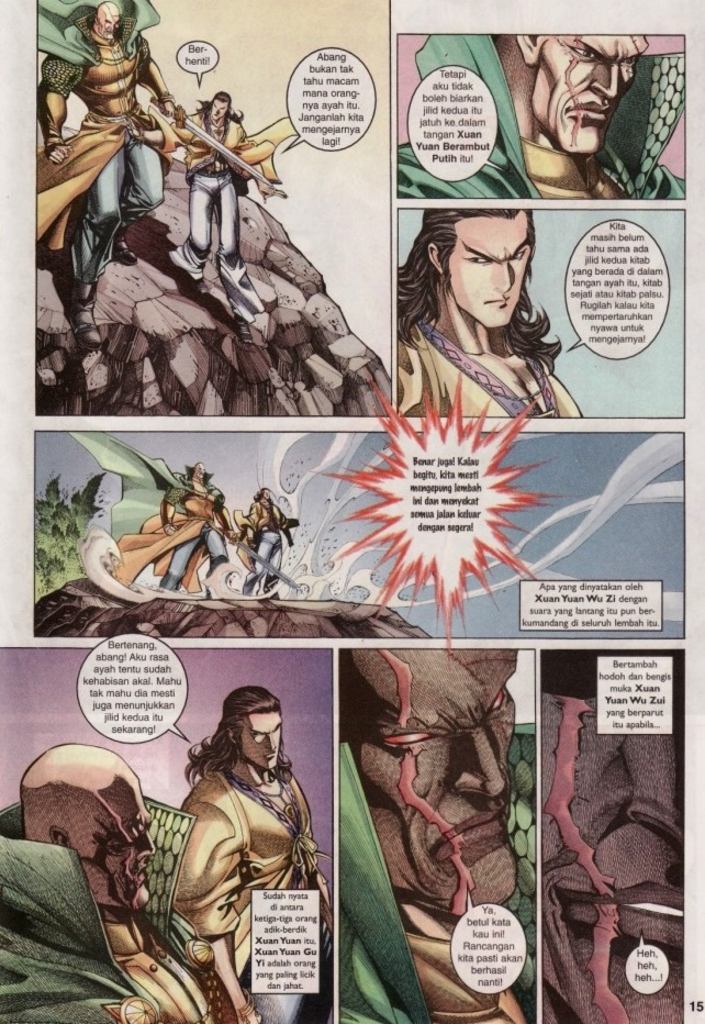 Ber-
henti!
Abang
bukan tak
tahu macam
mana orang-
nya ayah itu.
Janganlah kita
mengejarnya
lagi!
Tetapi
aku tidak
boleh biarkan
jilid kedua itu
jatuh ke dalam
tangan Xuan
Yuan Berambut
Putih itu!
Kita
masih belum
tahu sama ada
jilid kedua kitab
yang berada di dalam
tangan ayah itu, kitab
sejati atau kitab palsu.
Rugilah kalau kita
mempertaruhkan
nyawa untuk
mengejarnya!
Benar juga! Kalau
begitu, kita mesti
mengepung lembah
ini dan menyekat
semua jalan keluar
dengan segera!
Apa yang dinyatakan oleh
Xuan Yuan Wu Zi dengan
suara yang lantang itu pun ber-
kumandang di seluruh lembah itu.
Bertenang,
abang! Aku rasa
ayah tentu sudah
kehabisan akal. Mahu
tak mahu dia mesti
juga menunjukkan
jilid kedua itu
sekarang!
Sudah nyata
di antara
ketiga-tiga orang
adik-berdik
Xuan Yuan itu,
Xuan Yuan Gu
Yi adalah orang
yang paling licik
dan jahat.
Ya,
betul kata
kau ini!
Rancangan
kita pasti akan
berhasil
nanti!
Bertambah
hodoh dan bengis
muka Xuan
Yuan Wu Zui
yang berparut
itu apabila...
Heh,
heh,
heh...!
15